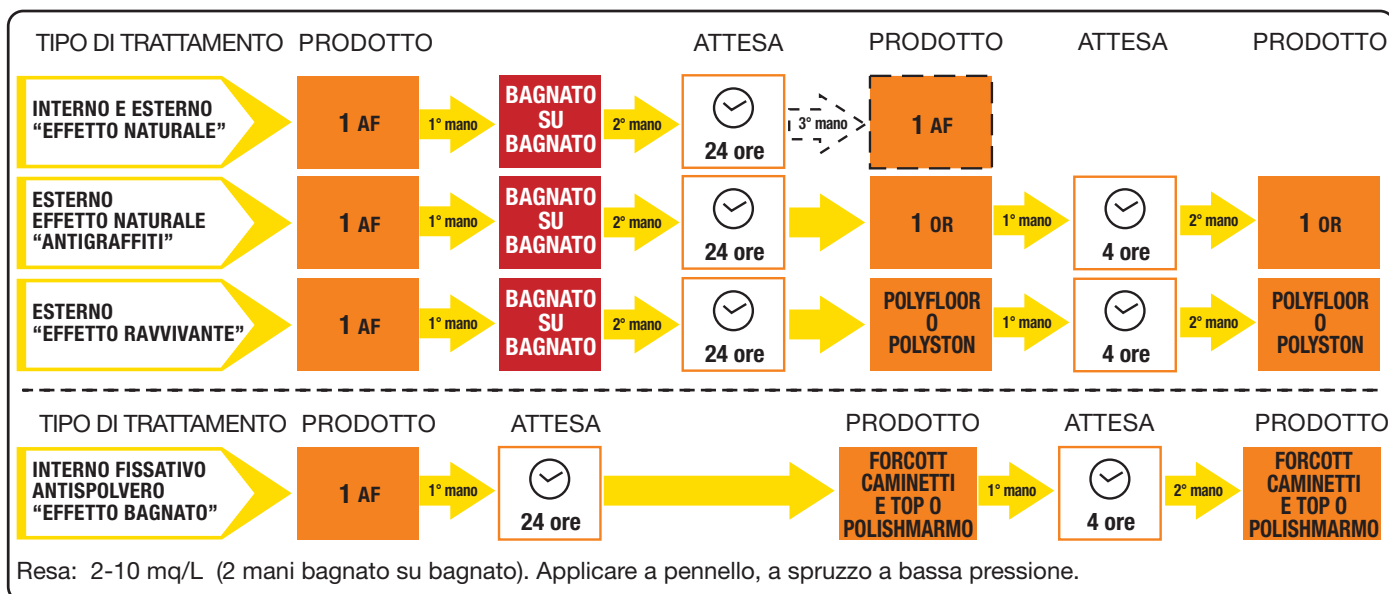 TIPO DI TRATTAMENTO PRODOTTO ATTESA PRODOTTO ATTESA PRODOTTO
INTERNO E ESTERNO
“EFFETTO NATURALE”
1 AF
1° mano
BAGNATO
SU
BAGNATO
2° mano
24 ore
3° mano
1 AF
ESTERNO
EFFETTO NATURALE
“ANTIGRAFFITI”
1 AF
1° mano
BAGNATO
SU
BAGNATO
2° mano
24 ore
1 OR
1° mano
4 ore
2° mano
1 OR
ESTERNO
“EFFETTO RAVVIVANTE”
1 AF
1° mano
BAGNATO
SU
BAGNATO
2° mano
24 ore
POLYFLOOR
O
POLYSTON
1° mano
4 ore
2° mano
POLYFLOOR
O
POLYSTON
TIPO DI TRATTAMENTO PRODOTTO ATTESA PRODOTTO ATTESA PRODOTTO
INTERNO FISSATIVO
ANTISPOLVERO
“EFFETTO BAGNATO”
1 AF
1° mano
24 ore
FORCOTT
CAMINETTI
E TOP O
POLISHMARMO
1° mano
4 ore
2° mano
FORCOTT
CAMINETTI
E TOP O
POLISHMARMO
Resa: 2-10 mq/L (2 mani bagnato su bagnato). Applicare a pennello, a spruzzo a bassa pressione.